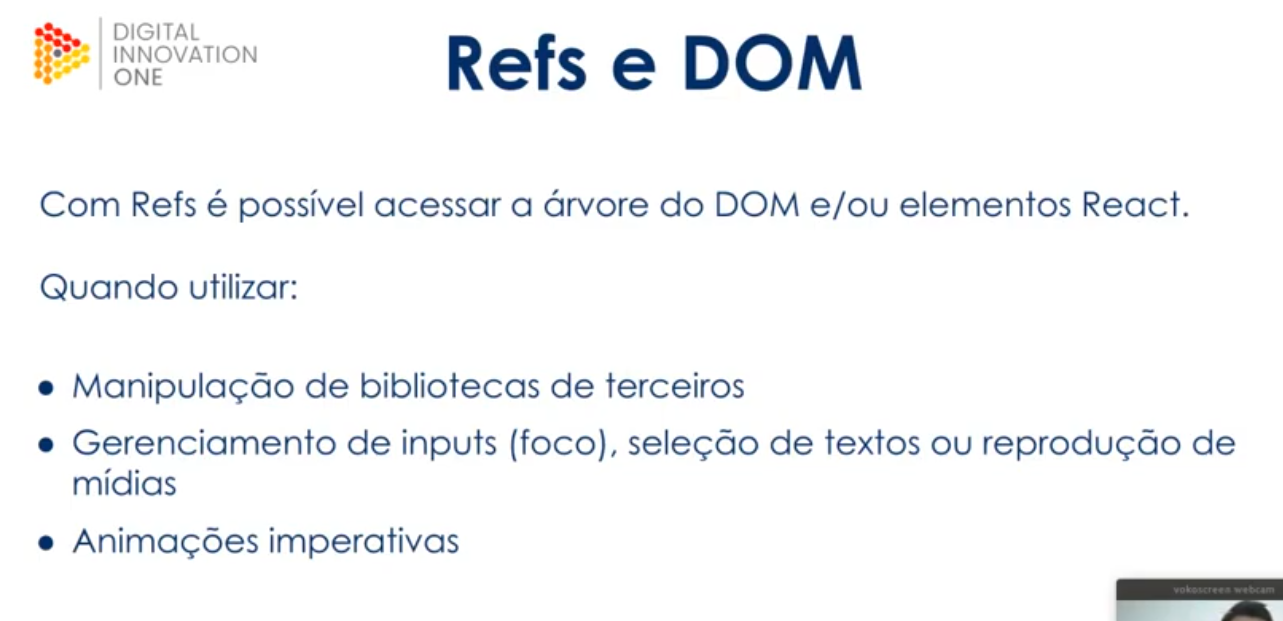 DIGITAL
INNOVATION
ONE
Refs e DOM
Com Refs é possível acessar a árvore do DOM e/ou elementos React.
Quando utilizar:
● Manipulação de bibliotecas de terceiros
● Gerenciamento de inputs (foco), seleção de textos ou reprodução de
mídias
● Animações imperativas
vokoscreen webcam